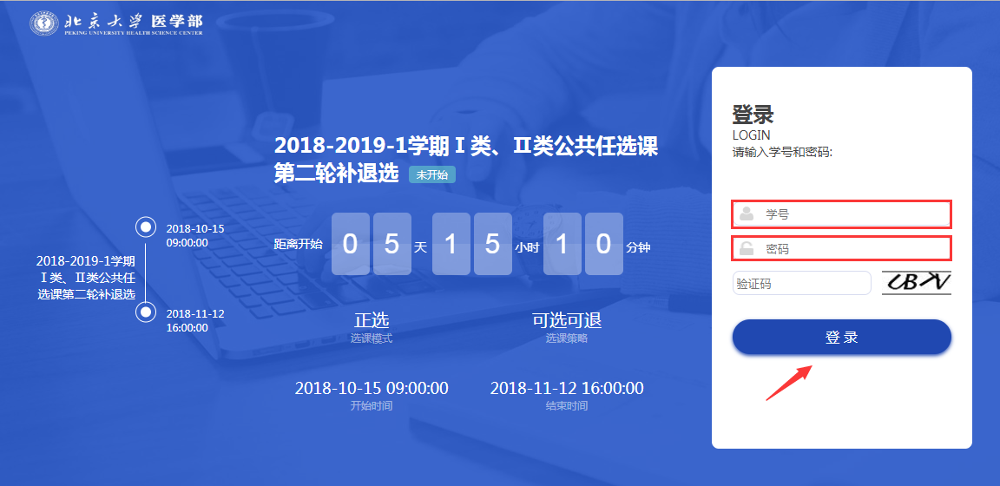 北京大学医学部
PEKING UNIVERSITY HEALTH SCIENCE CENTER
2018-2019-1学期
Ⅰ类、Ⅱ类公共任
选课第二轮补退选
2018-10-15
09:00:00
2018-11-12
16:00:00
2018-2019-1学期Ⅰ类、Ⅱ类公共任选课
第二轮补退选 未开始
距离开始 0 5 天 1 5 小时 1 0 分钟
正选 可选可退
选课模式 选课策略
2018-10-15 09:00:00 2018-11-12 16:00:00
开始时间 结束时间
登录
LOGIN
请输入学号和密码:
学号
密码
验证码
登 录